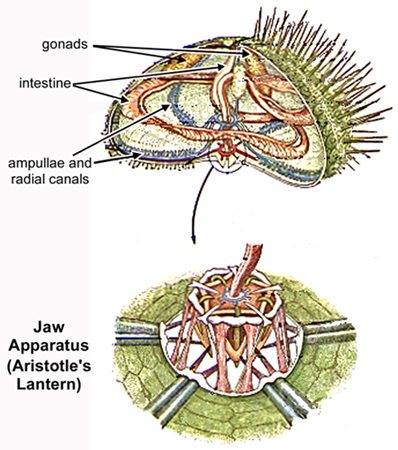 gonads
intestine
ampullae and
radial canals
Jaw
Apparatus
(Aristotle's
Lantern)